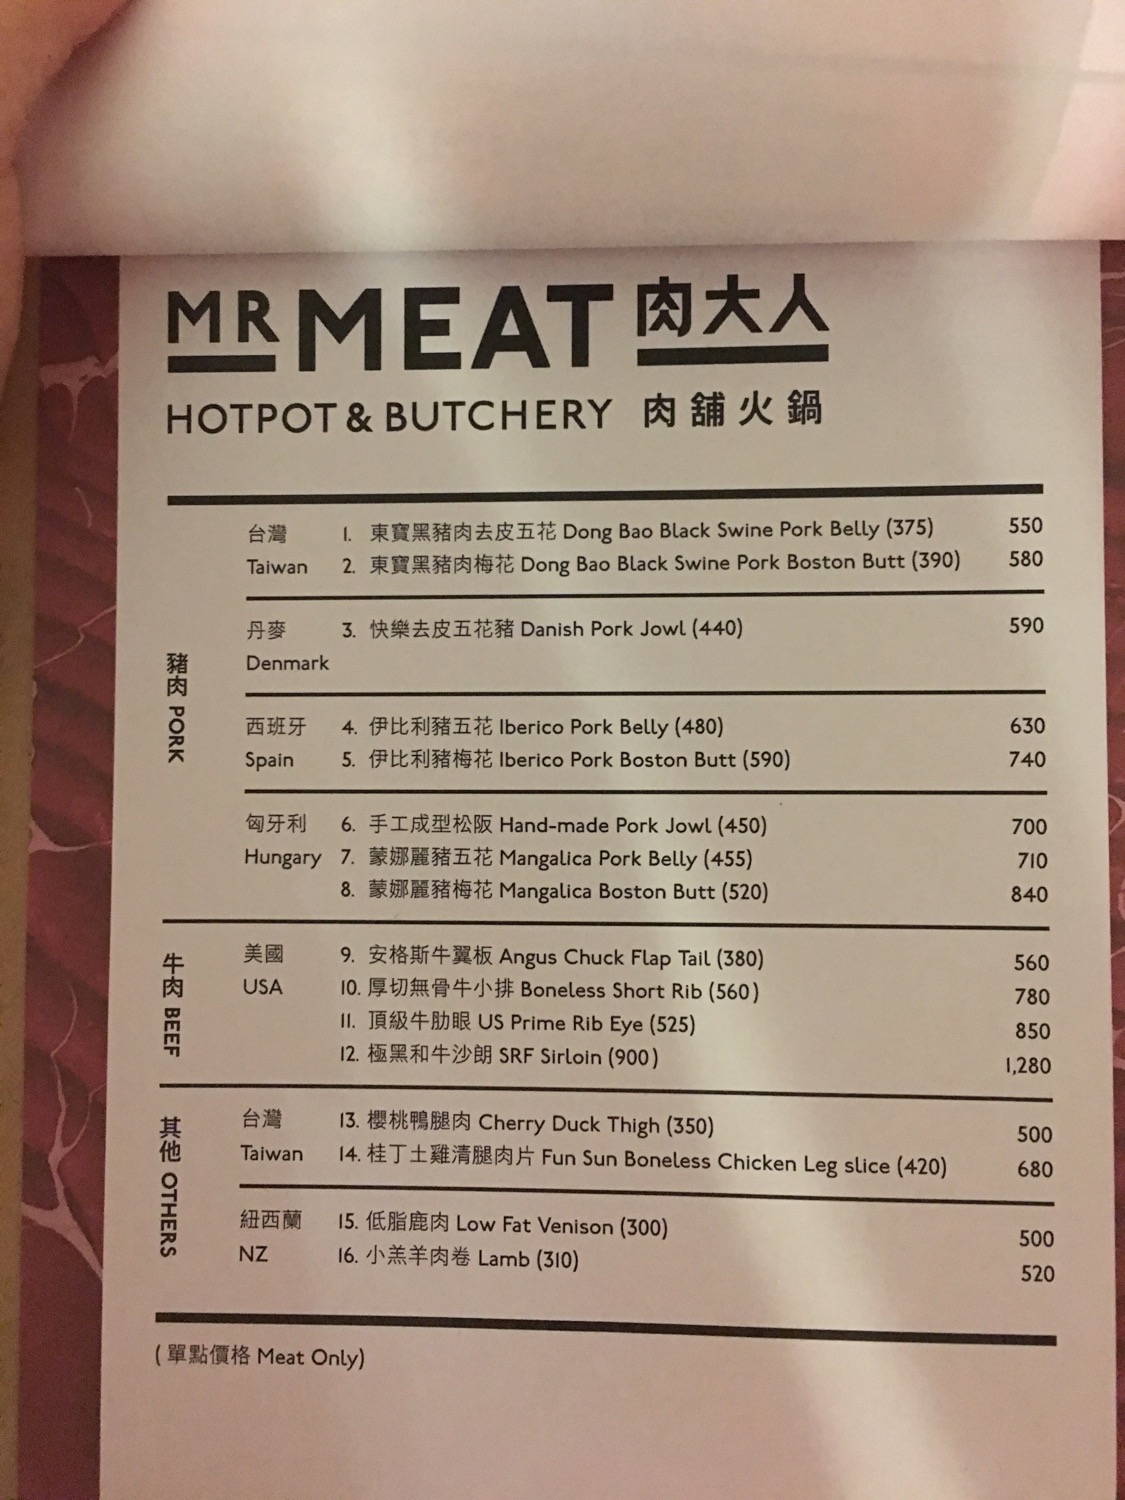 MR MEAT 肉大人
HOTPOT & BUTCHERY 肉舖火鍋
豬肉 PORK
台灣 1. 東寶黑豬肉去皮五花 Dong Bao Black Swine Pork Belly (375) 550
Taiwan 2. 東寶黑豬肉梅花 Dong Bao Black Swine Pork Boston Butt (390) 580
丹麥 3. 快樂去皮五花豬 Danish Pork Jowl (440) 590
Denmark
西班牙 4. 伊比利豬五花 Iberico Pork Belly (480) 630
Spain 5. 伊比利豬梅花 Iberico Pork Boston Butt (590) 740
匈牙利 6. 手工成型松阪 Hand-made Pork Jowl (450) 700
Hungary 7. 蒙娜麗豬五花 Mangalica Pork Belly (455) 710
8. 蒙娜麗豬梅花 Mangalica Boston Butt (520) 840
牛肉 BEEF
美國 9. 安格斯牛翼板 Angus Chuck Flap Tail (380) 560
USA 10. 厚切無骨牛小排 Boneless Short Rib (560) 780
11. 頂級牛肋眼 US Prime Rib Eye (525) 850
12. 極黑和牛沙朗 SRF Sirloin (900) 1,280
其他 OTHERS
台灣 13. 櫻桃鴨腿肉 Cherry Duck Thigh (350) 500
Taiwan 14. 桂丁土雞清腿肉片 Fun Sun Boneless Chicken Leg slice (420) 680
紐西蘭 15. 低脂鹿肉 Low Fat Venison (300) 500
NZ 16. 小羔羊肉卷 Lamb (310) 520
(單點價格 Meat Only)